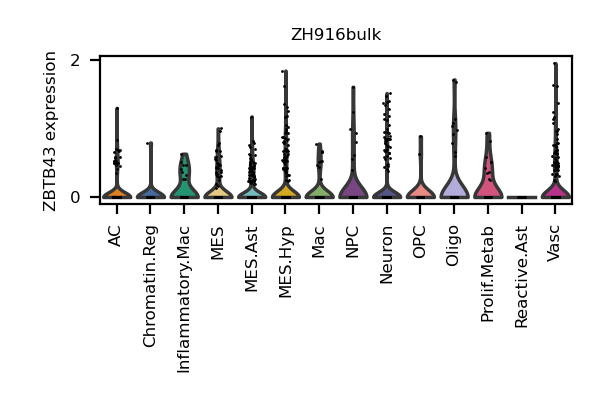 ZH916bulk
ZBTB43 expression
2
0
AC
Chromatin.Reg
Inflammatory.Mac
MES
MES.Ast
MES.Hyp
Mac
NPC
Neuron
OPC
Oligo
Prolif.Metab
Reactive.Ast
Vasc